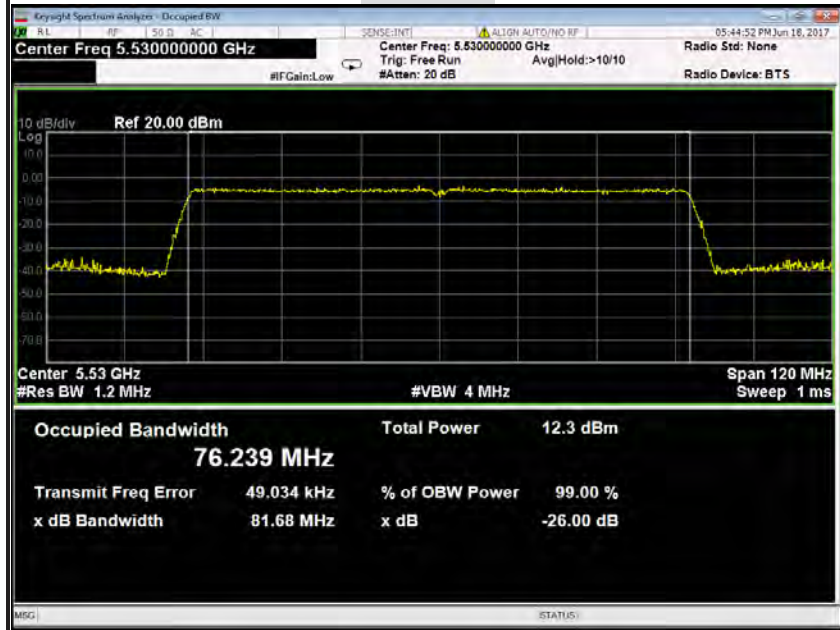 Keysight Spectrum Analyzer - Occupied BW
RL RF 50 Ω AC SENSE:INT ALIGN AUTO/NO RF 05:44:52 PM Jun 18, 2017
Center Freq 5.530000000 GHz Center Freq: 5.530000000 GHz Radio Std: None
Trig: Free Run Avg|Hold:>10/10
#IFGain:Low #Atten: 20 dB Radio Device: BTS
10 dB/div Ref 20.00 dBm
Log
10.0
0.00
-10.0
-20.0
-30.0
-40.0
-50.0
-60.0
-70.0
Center 5.53 GHz Span 120 MHz
#Res BW 1.2 MHz #VBW 4 MHz Sweep 1 ms
Occupied Bandwidth Total Power 12.3 dBm
76.239 MHz
Transmit Freq Error 49.034 kHz % of OBW Power 99.00 %
x dB Bandwidth 81.68 MHz x dB -26.00 dB
MSG STATUS